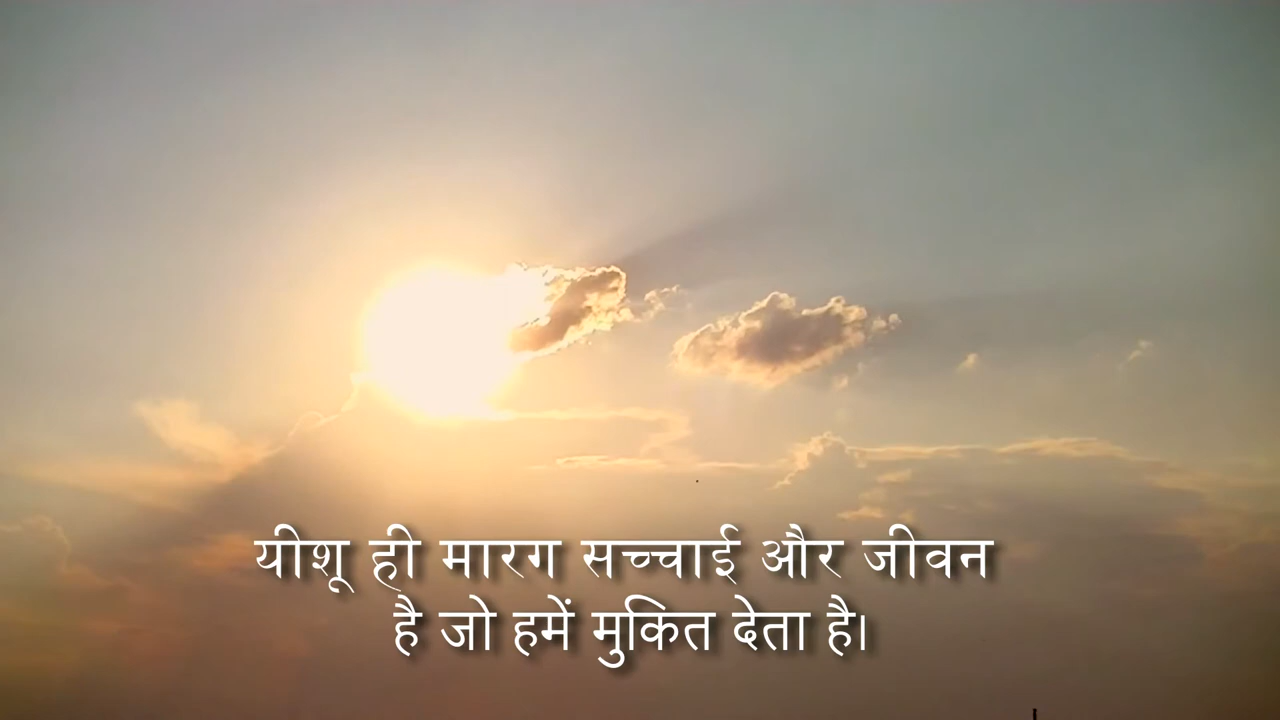 यीशू ही मारग सच्चाई और जीवन
है जो हमें मुकित देता है।